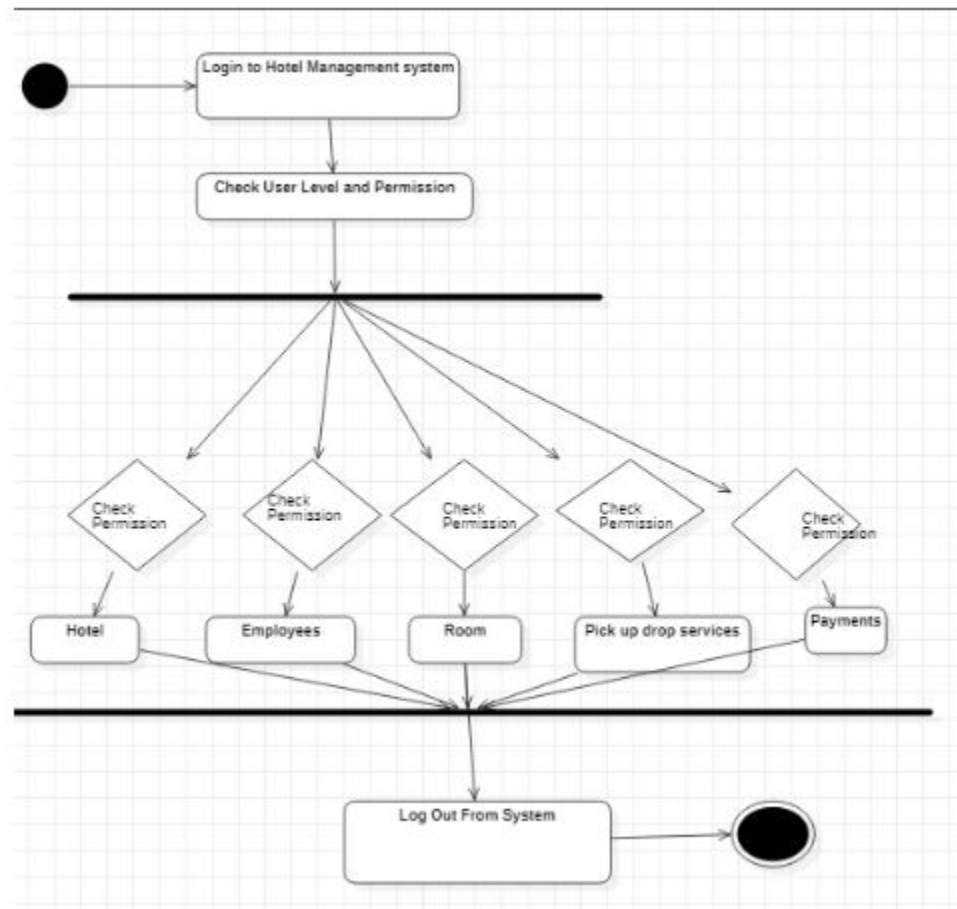 Login to Hotel Management system
Check User Level and Permission
Check
Permission
Check
Permission
Check
Permission
Check
Permission
Check
Permission
Hotel
Employees
Room
Pick up drop services
Payments
Log Out From System